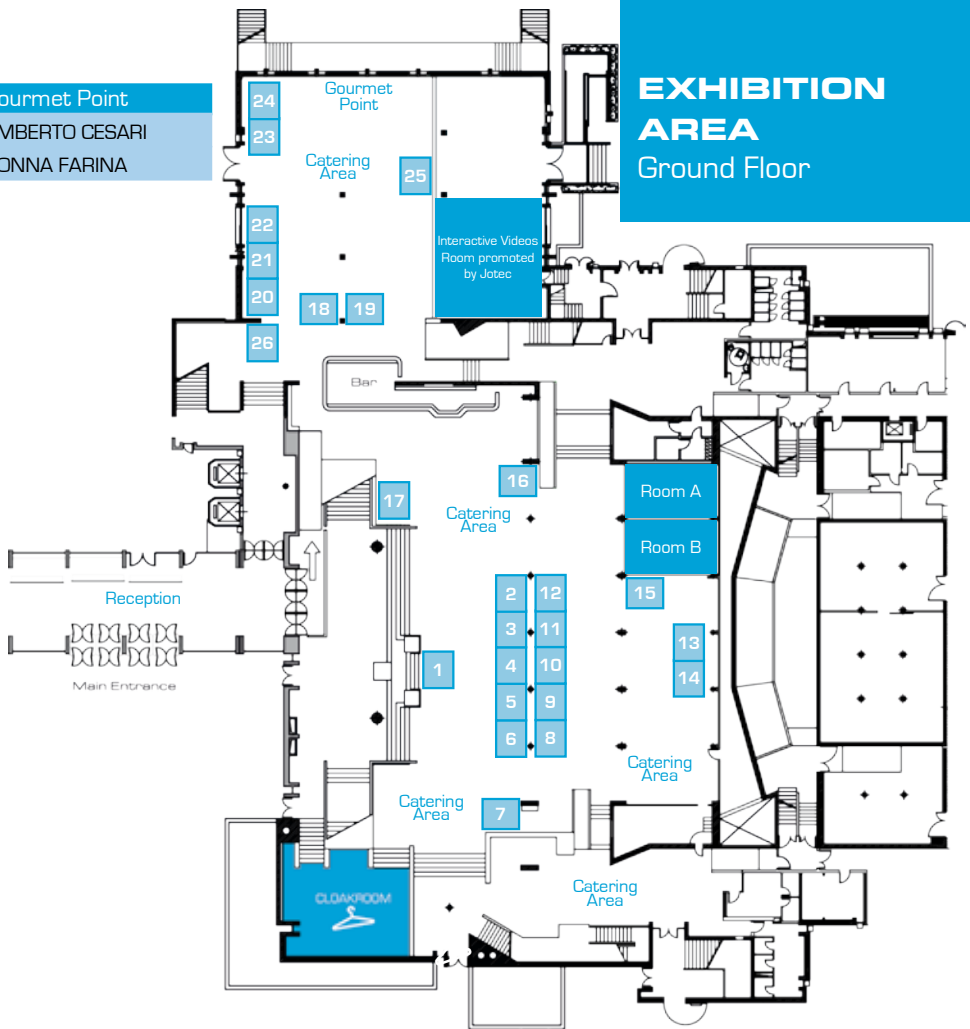 EXHIBITION
AREA
Ground Floor
ourmet Point
MBERTO CESARI
ONNA FARINA
Gourmet
Point
24
23
Catering
Area
25
22
21
20
Interactive Videos
Room promoted
by Jotec
18
19
26
Bar
17
16
Catering
Area
Room A
Room B
Reception
Main Entrance
2
12
3
11
4
10
5
9
6
8
15
13
14
1
Catering
Area
Catering
Area
7
Catering
Area
CLOAKROOM